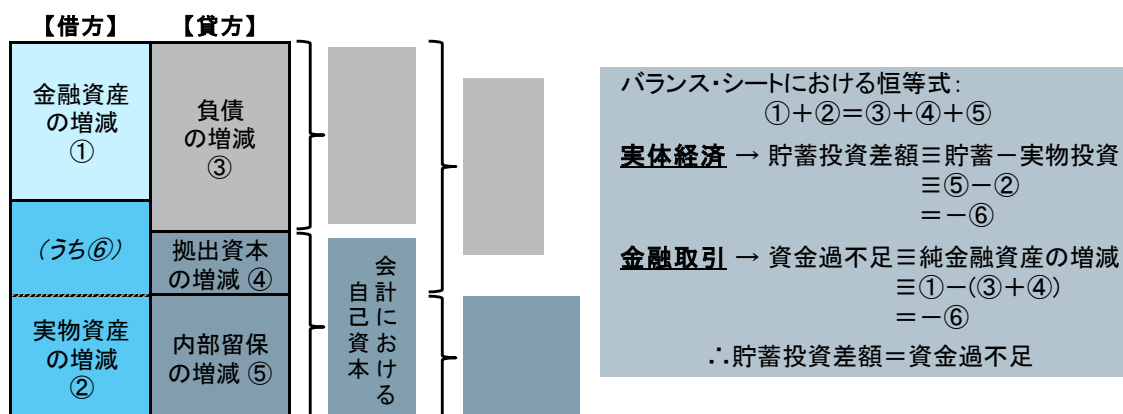 【借方】
【貸方】
金融資産
の増減
①
(うち⑥)
実物資産
の増減
②
負債
の増減
③
拠出資本
の増減 ④
内部留保
の増減 ⑤
会計における
自己資本
バランス・シートにおける恒等式:
①+②=③+④+⑤
実体経済 → 貯蓄投資差額≡貯蓄-実物投資
≡⑤-②
=-⑥
金融取引 → 資金過不足≡純金融資産の増減
≡①-(③+④)
=-⑥
∴貯蓄投資差額=資金過不足